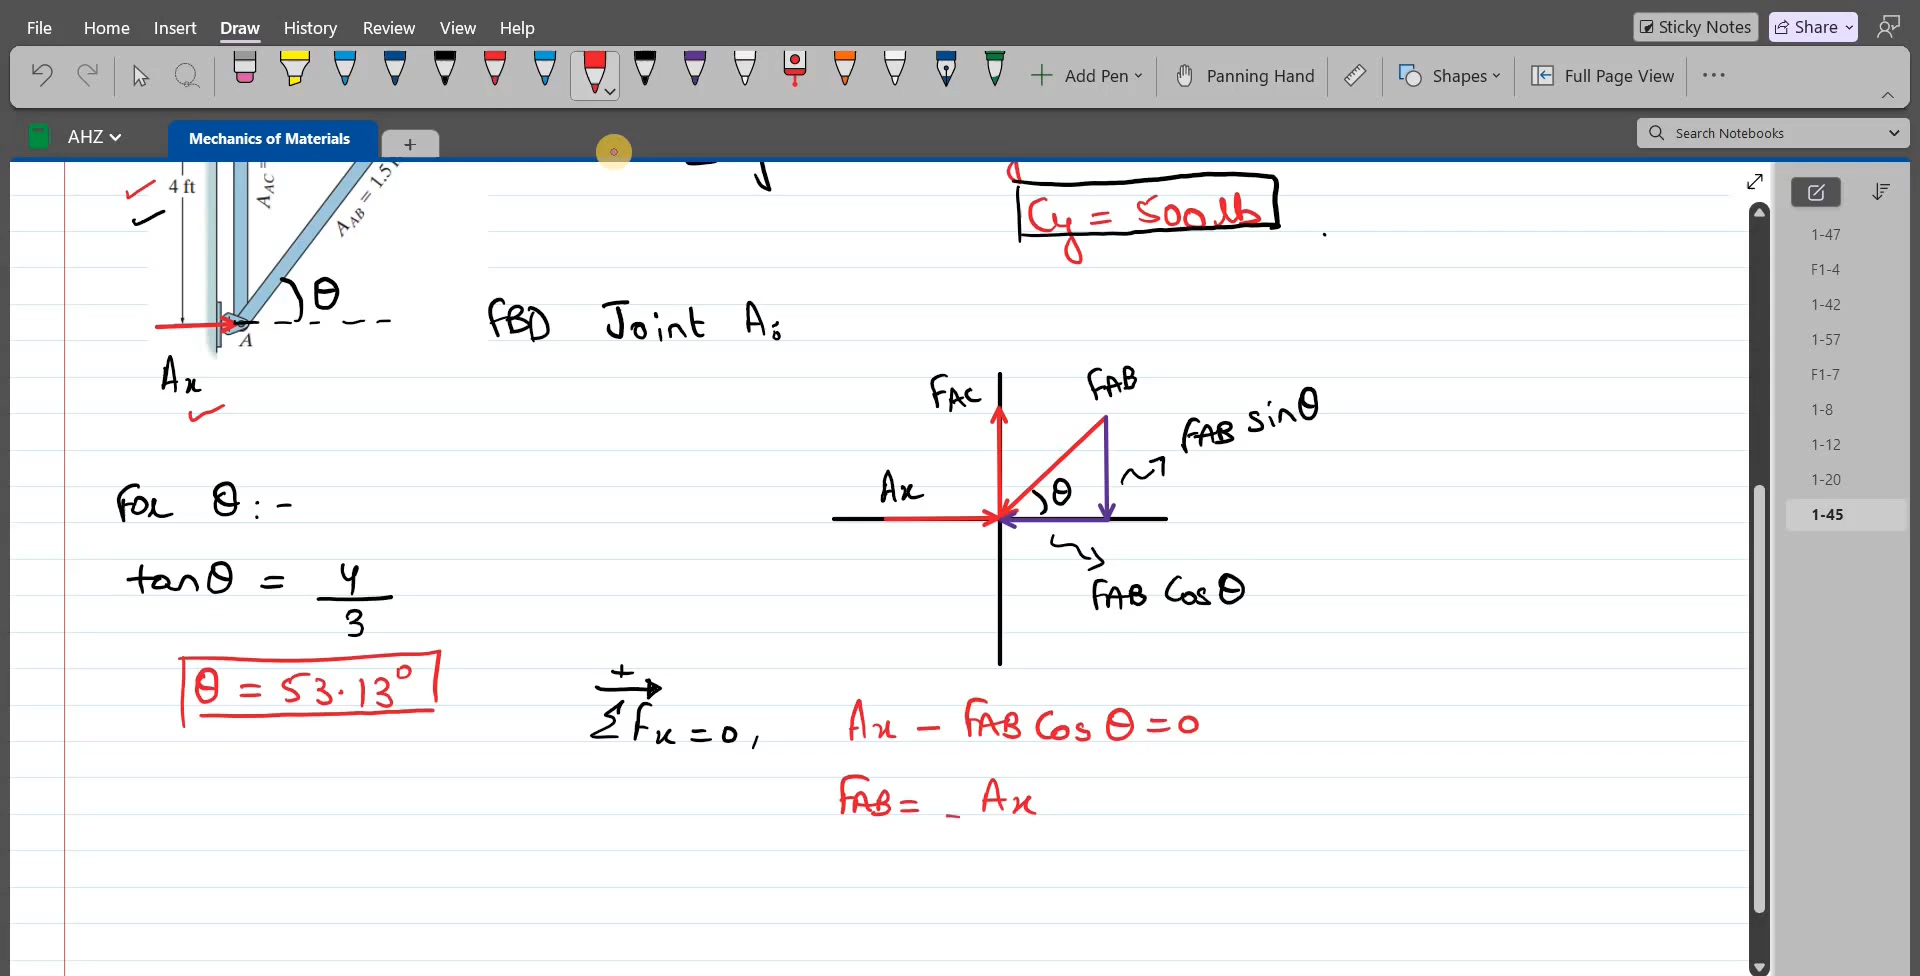 File Home Insert Draw History Review View Help
Sticky Notes Share
Add Pen Panning Hand Shapes Full Page View
AHZ Mechanics of Materials +
Search Notebooks
4 ft
A_AC =
A_AB = 1.5
θ
A
Ax
Cy = 500 lb
FBD Joint A:
FAC
FAB
FAB sinθ
Ax
θ
FAB Cosθ
For θ:-
tanθ = 4/3
θ = 53.13°
+
ΣFx = 0, Ax - FAB Cosθ = 0
FAB = - Ax
1-47
F1-4
1-42
1-57
F1-7
1-8
1-12
1-20
1-45